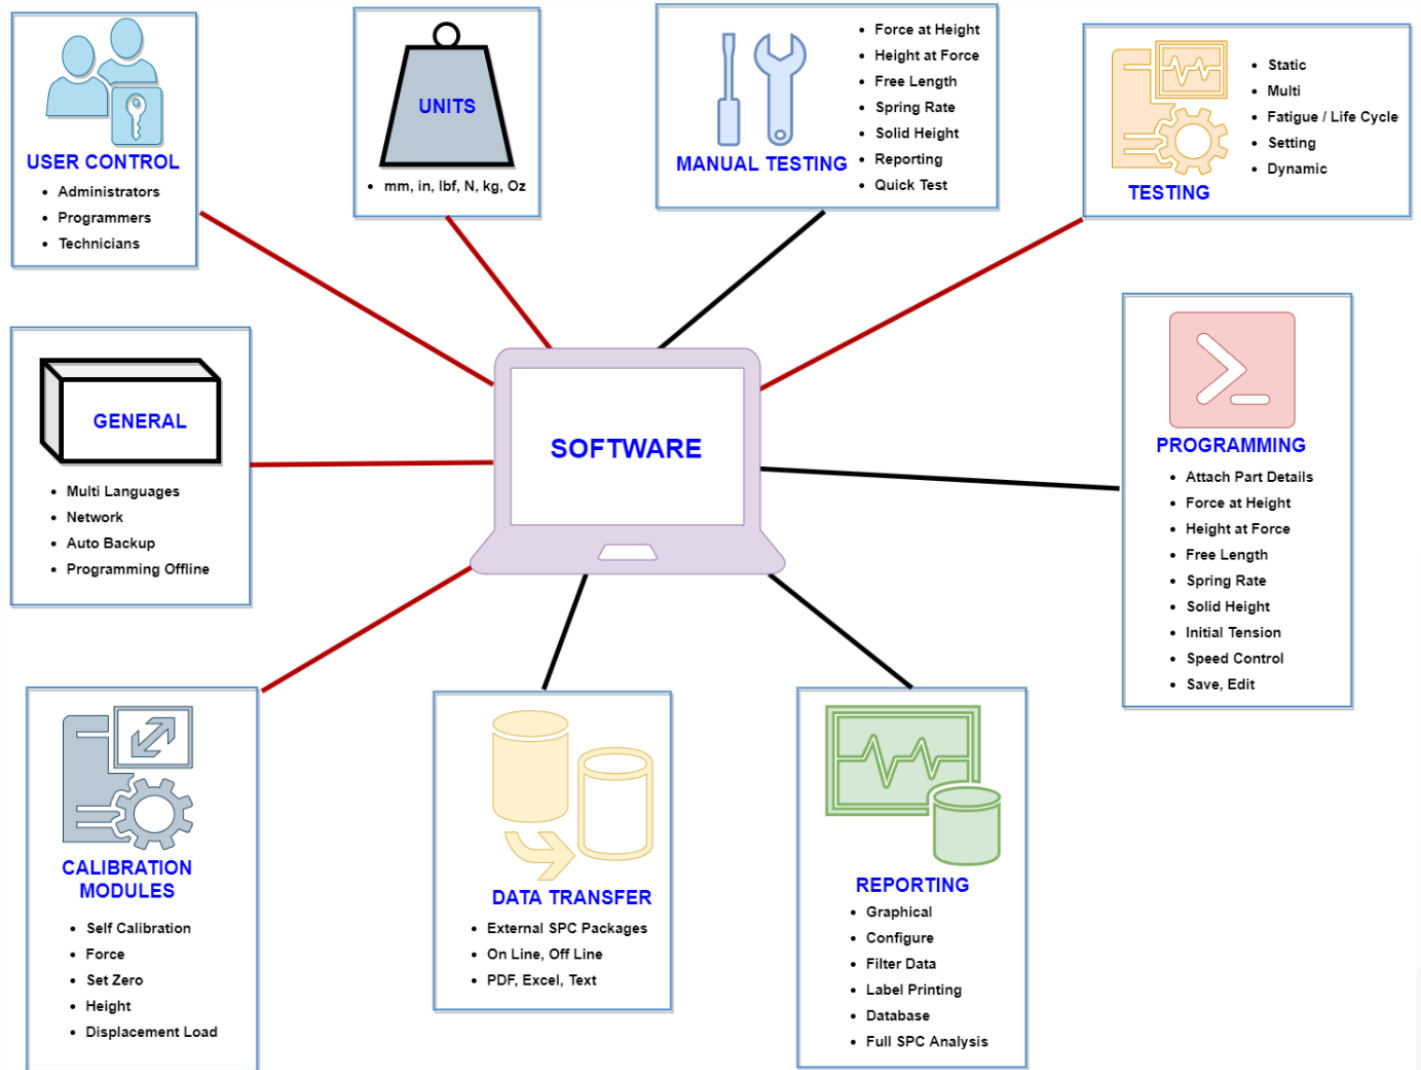 USER CONTROL
• Administrators
• Programmers
• Technicians
UNITS
• mm, in, lbf, N, kg, Oz
MANUAL TESTING
• Force at Height
• Height at Force
• Free Length
• Spring Rate
• Solid Height
• Reporting
• Quick Test
TESTING
• Static
• Multi
• Fatigue / Life Cycle
• Setting
• Dynamic
GENERAL
• Multi Languages
• Network
• Auto Backup
• Programming Offline
SOFTWARE
PROGRAMMING
• Attach Part Details
• Force at Height
• Height at Force
• Free Length
• Spring Rate
• Solid Height
• Initial Tension
• Speed Control
• Save, Edit
CALIBRATION
MODULES
• Self Calibration
• Force
• Set Zero
• Height
• Displacement Load
DATA TRANSFER
• External SPC Packages
• On Line, Off Line
• PDF, Excel, Text
REPORTING
• Graphical
• Configure
• Filter Data
• Label Printing
• Database
• Full SPC Analysis